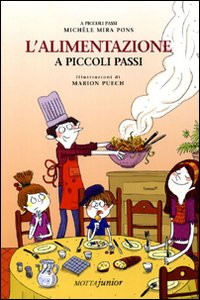 A PICCOLI PASSI
MICHÈLE MIRA PONS
L'ALIMENTAZIONE
A PICCOLI PASSI
illustrazioni di
MARION PUECH
MOTTAjunior